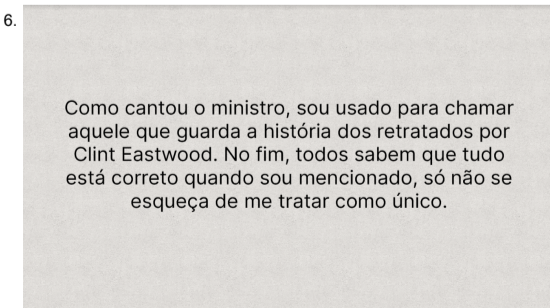 6.
Como cantou o ministro, sou usado para chamar
aquele que guarda a história dos retratados por
Clint Eastwood. No fim, todos sabem que tudo
está correto quando sou mencionado, só não se
esqueça de me tratar como único.